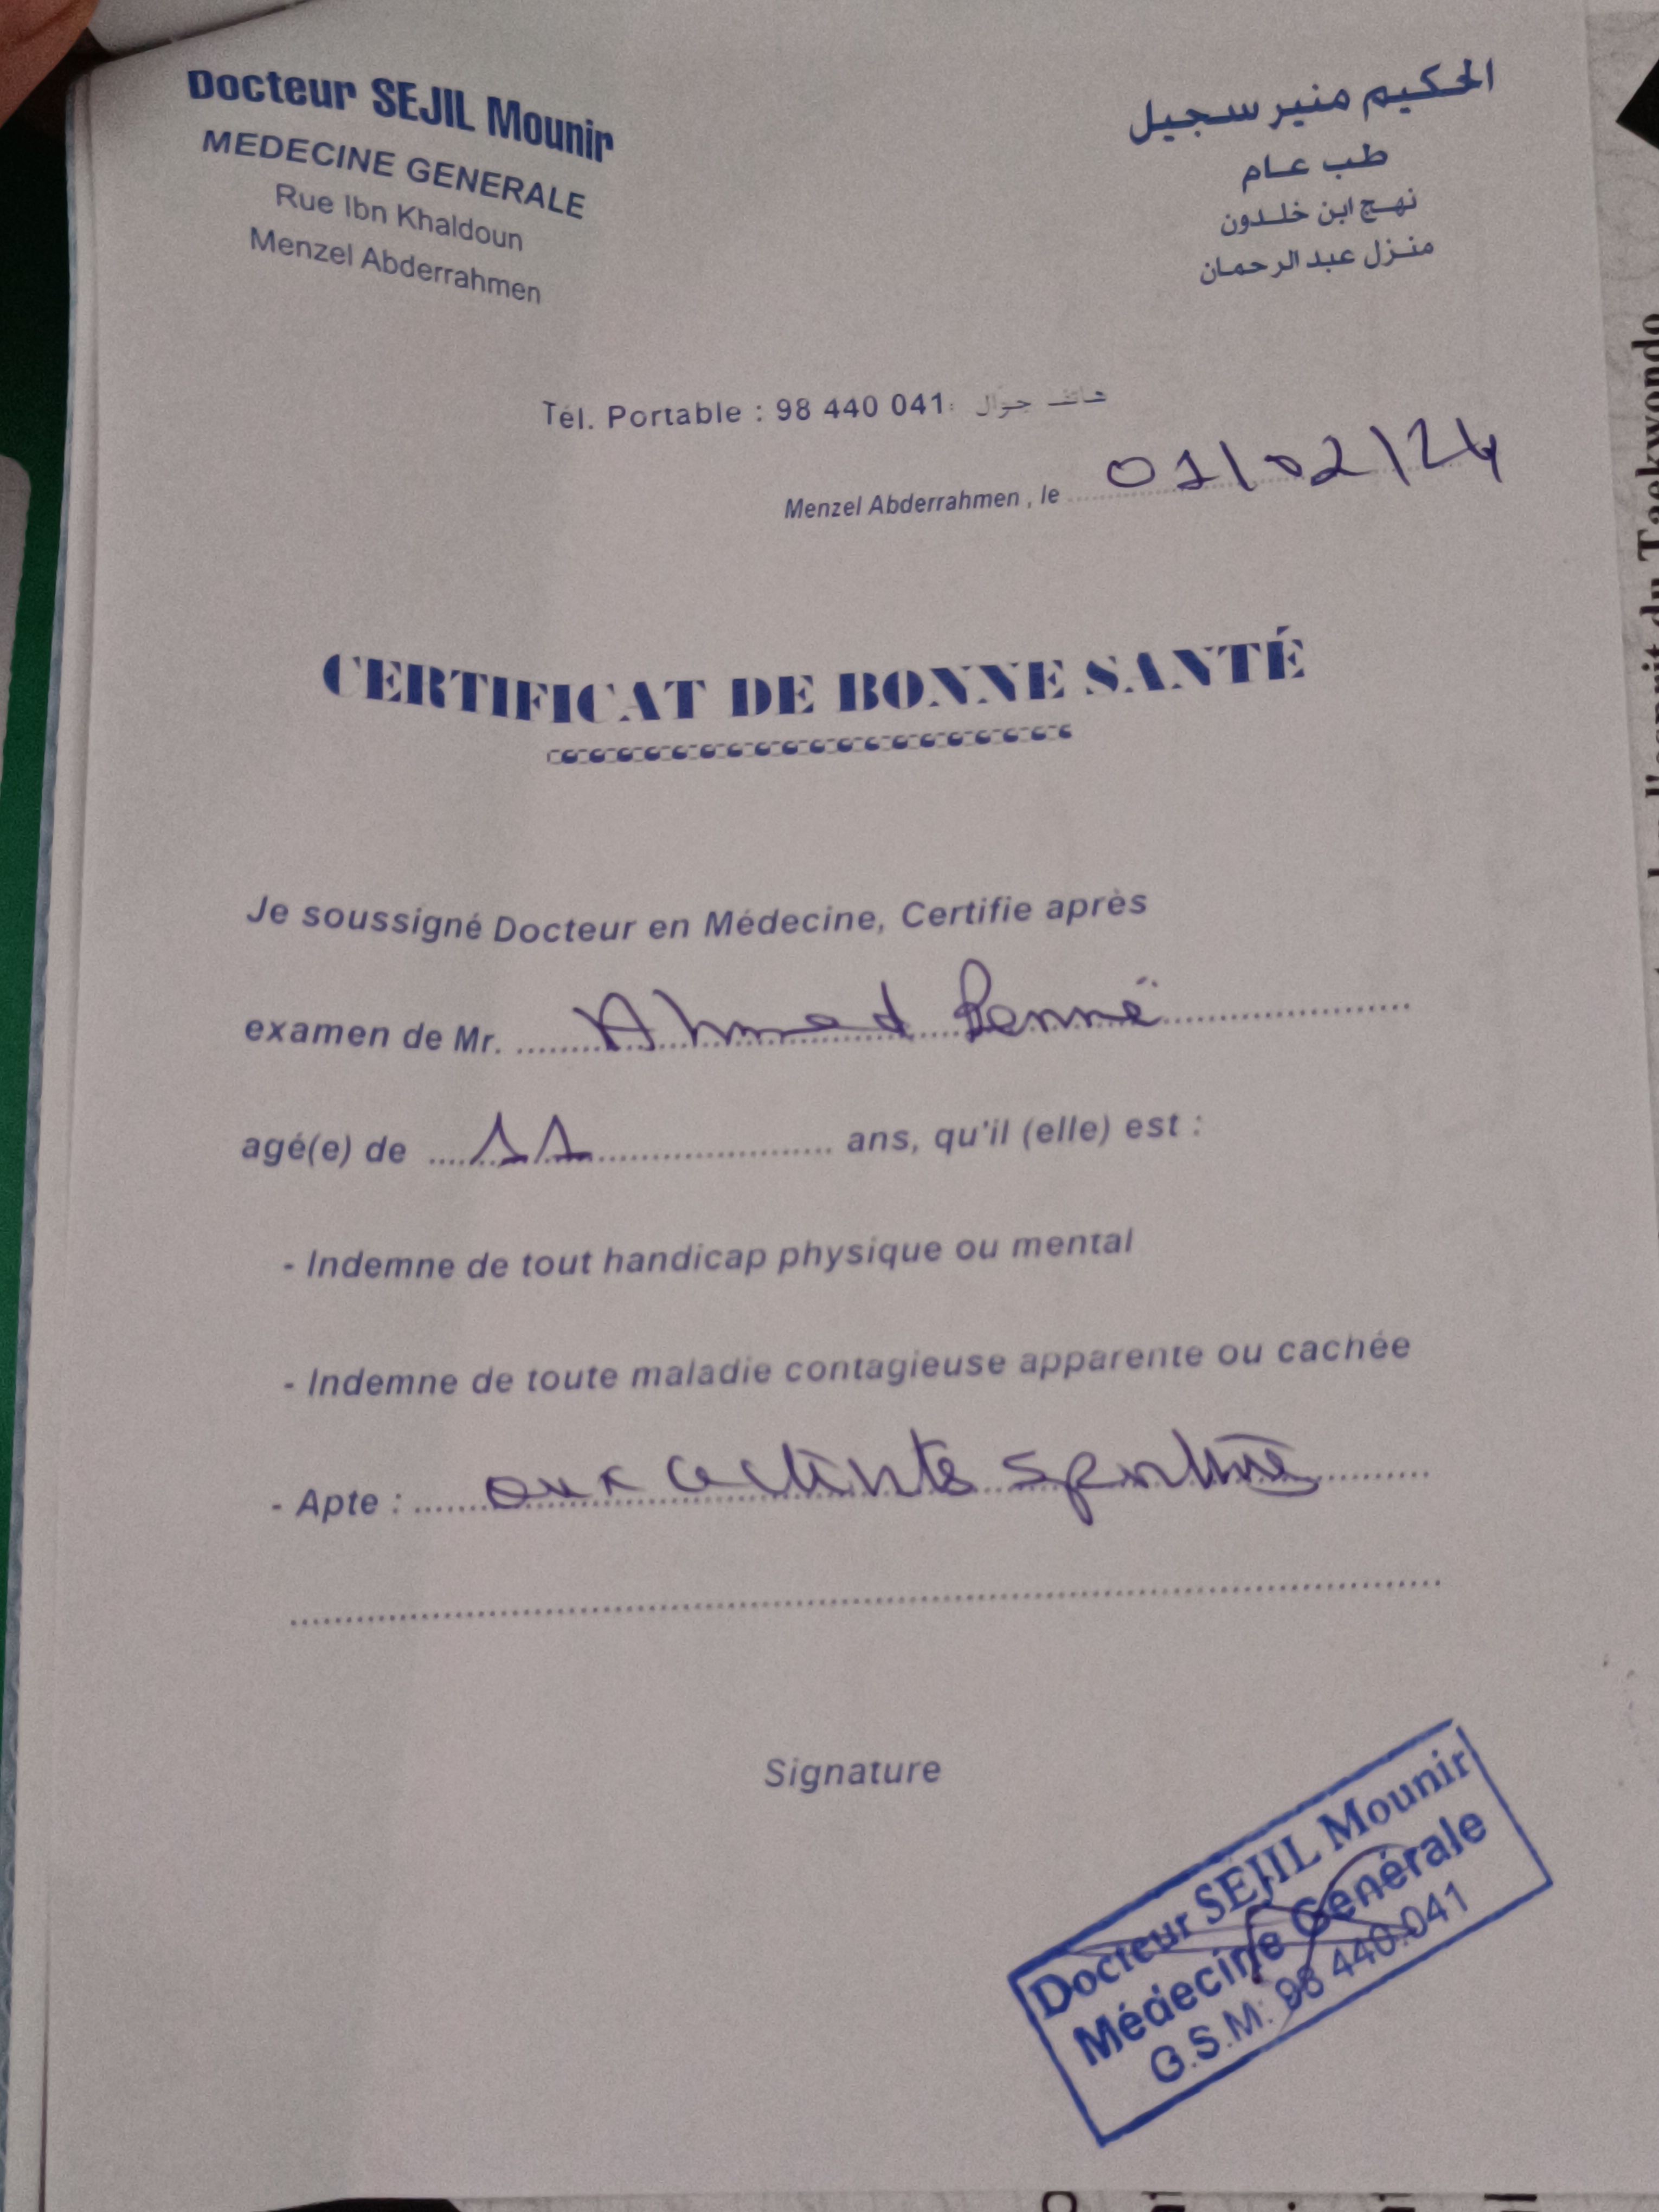 Docteur SEJIL Mounir
MEDECINE GENERALE
Rue Ibn Khaldoun
Menzel Abderrahmen
الحكيم منير سجيل
طب عام
نهج ابن خلدون
منزل عبد الرحمان
Tél. Portable : 98 440 041 : هاتف جوال
Menzel Abderrahmen , le 01/02/24
CERTIFICAT DE BONNE SANTÉ
Je soussigné Docteur en Médecine, Certifie après
examen de Mr. Ahmed
agé(e) de 11 ans, qu'il (elle) est :
- Indemne de tout handicap physique ou mental
- Indemne de toute maladie contagieuse apparente ou cachée
- Apte : aux activités sportives
Signature
Docteur SEJIL Mounir
Médecine Générale
G.S.M: 98 440.041
l'esprit du Taekwondo